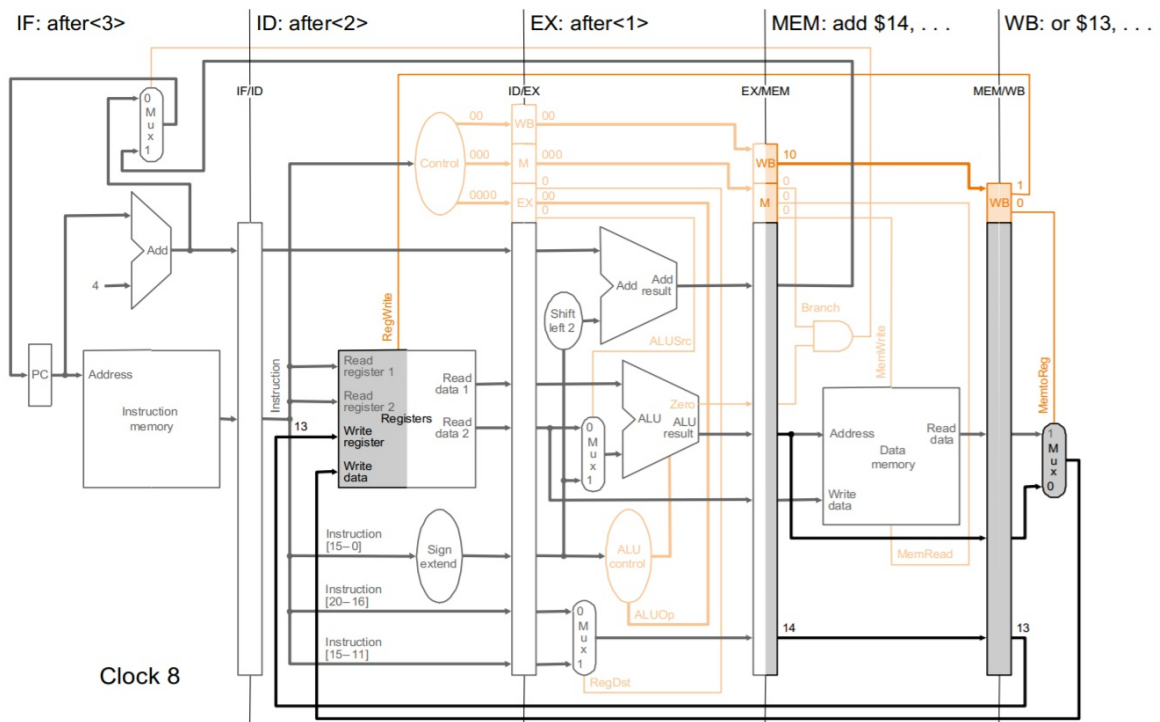 IF: after<3>
ID: after<2>
EX: after<1>
MEM: add $14, . . .
WB: or $13, . . .
IF/ID
ID/EX
EX/MEM
MEM/WB
0
M
u
x
1
Control
00
000
0000
WB
M
EX
00
000
0
00
0
WB
M
10
0
0
0
WB
1
0
Add
4
RegWrite
Shift
left 2
Add
Add
result
ALUSrc
Branch
MemWrite
MemtoReg
PC
Address
Instruction
memory
Instruction
Read
register 1
Read
register 2
Registers
13
Write
register
Write
data
Read
data 1
Read
data 2
0
M
u
x
1
Zero
ALU
ALU
result
Address
Read
data
Data
memory
Write
data
1
M
u
x
0
MemRead
Instruction
[15–0]
Sign
extend
ALU
control
Instruction
[20–16]
ALUOp
0
M
u
x
1
Instruction
[15–11]
RegDst
14
13
Clock 8